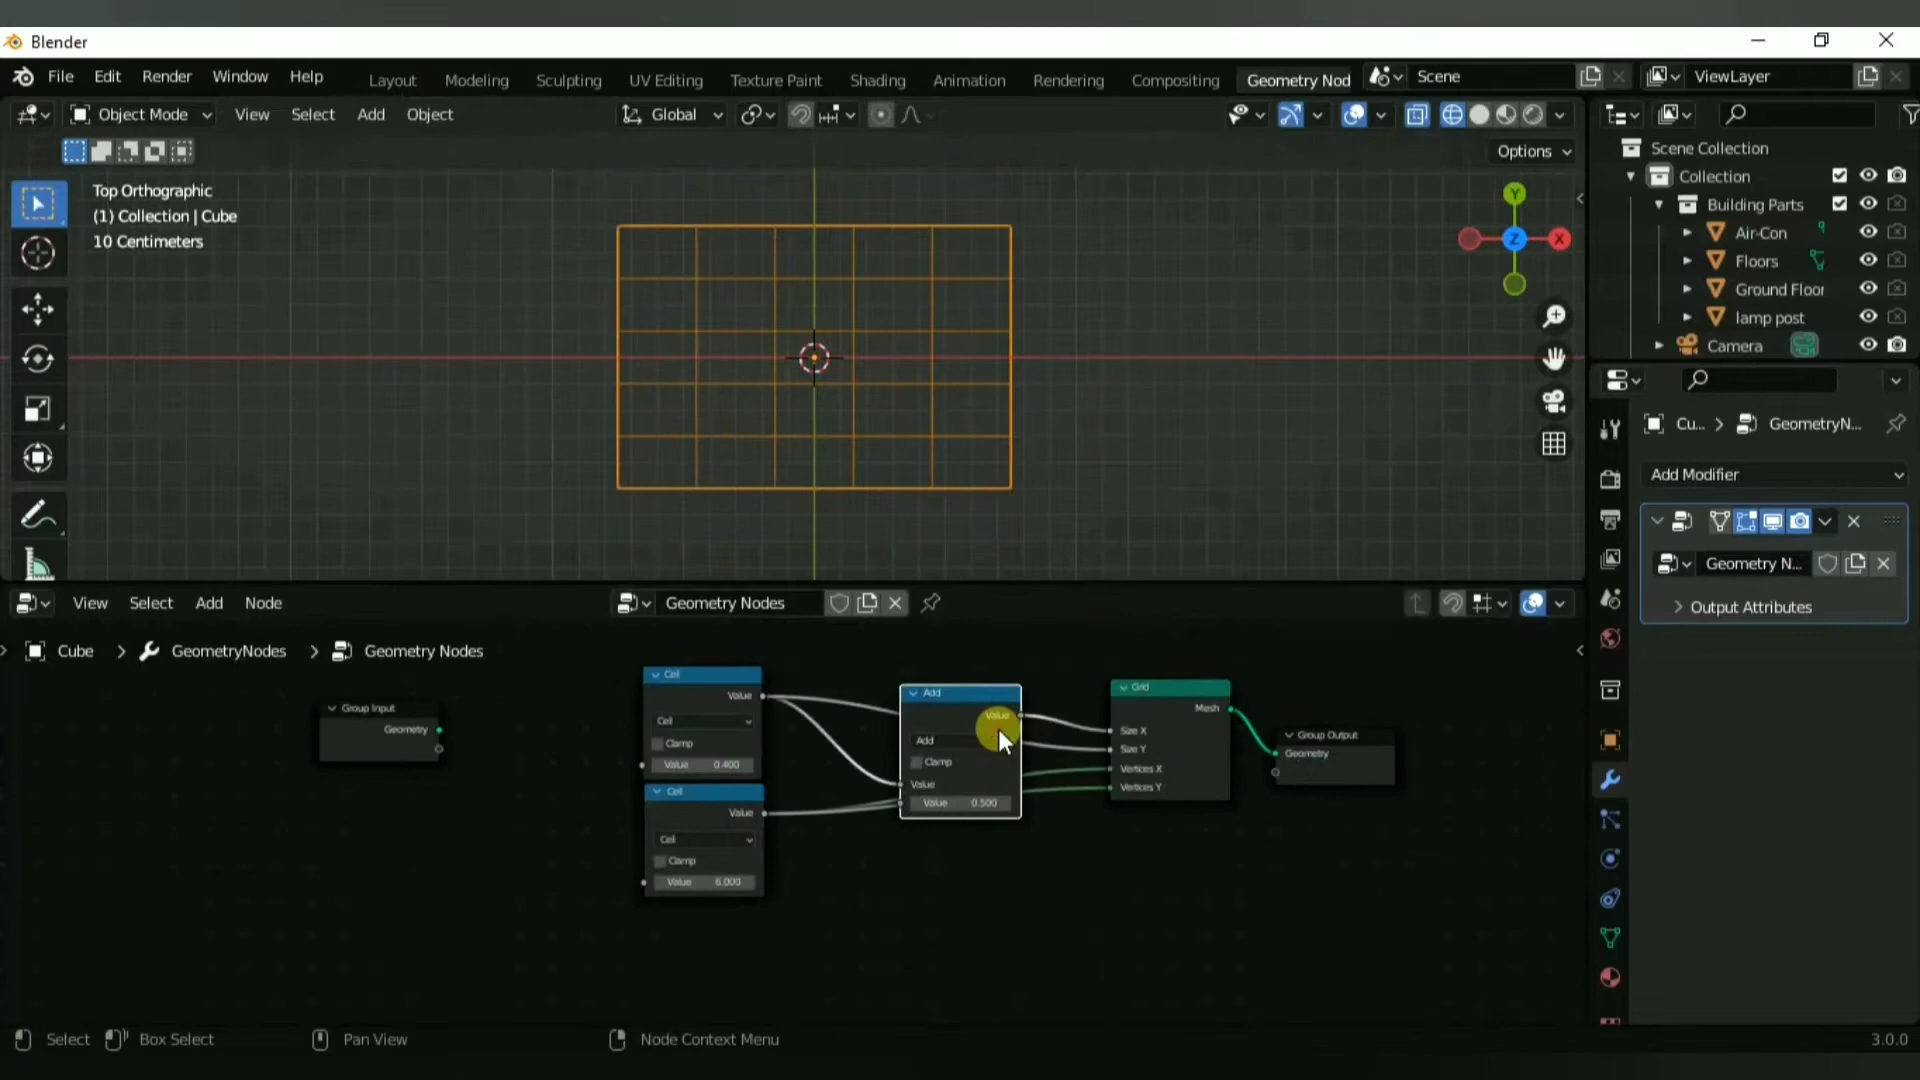 Blender
File Edit Render Window Help Layout Modeling Sculpting UV Editing Texture Paint Shading Animation Rendering Compositing Geometry Nod Scene ViewLayer
Object Mode View Select Add Object Global
Options
Top Orthographic
(1) Collection | Cube
10 Centimeters
Y
X
Z
Scene Collection
Collection
Building Parts
Air-Con
Floors
Ground Floor
lamp post
Camera
Cu... > GeometryN...
Add Modifier
Geometry N...
Output Attributes
View Select Add Node Geometry Nodes
Cube > GeometryNodes > Geometry Nodes
Group Input
Geometry
Ceil
Value
Ceil
Clamp
Value 0.400
Ceil
Value
Ceil
Clamp
Value 6.000
Add
Value
Add
Clamp
Value
Value 0.500
Grid
Mesh
Size X
Size Y
Vertices X
Vertices Y
Group Output
Geometry
Select Box Select Pan View Node Context Menu 3.0.0